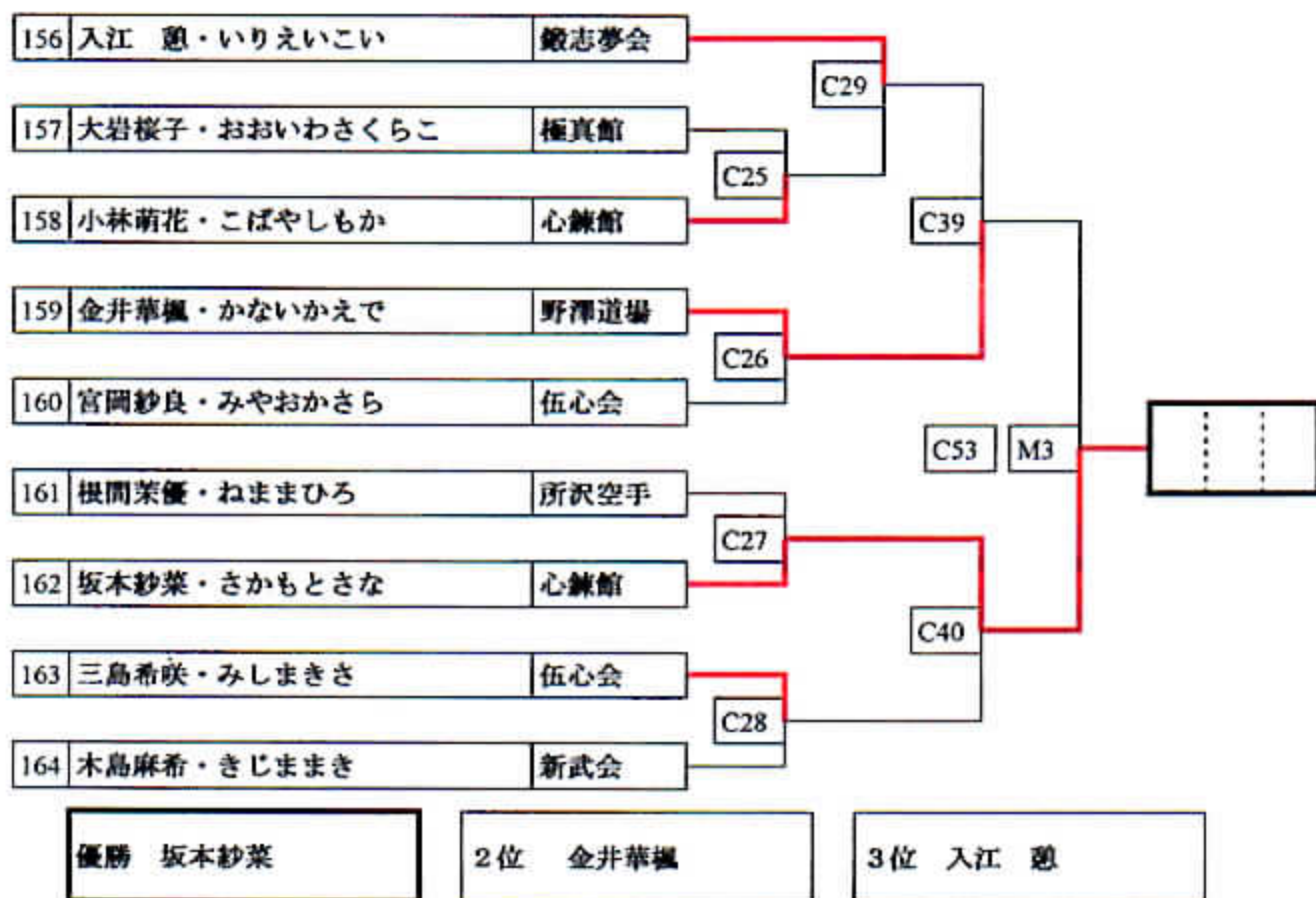 156 入江 憩・いりえいこい 鍛志夢会
C29
157 大岩桜子・おおいわさくらこ 極真館
C25
158 小林萌花・こばやしもか 心錬館
C39
159 金井華楓・かないかえで 野澤道場
C26
160 宮岡紗良・みやおかさら 伍心会
C53 M3
161 根間茉優・ねままひろ 所沢空手
C27
162 坂本紗菜・さかもとさな 心錬館
C40
163 三島希咲・みしまきさ 伍心会
C28
164 木島麻希・きじままき 新武会
優勝 坂本紗菜
2位 金井華楓
3位 入江 憩